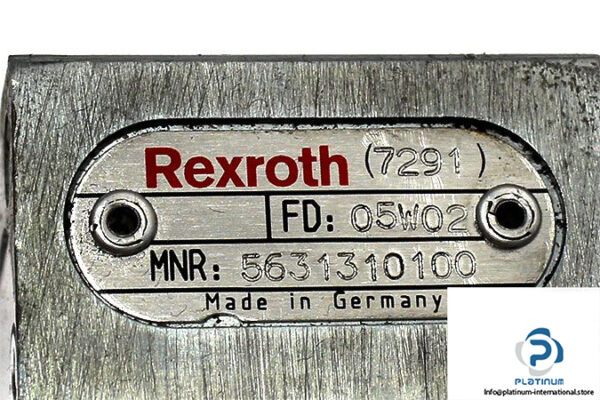 Rexroth (7291)
FD: 05W02
MNR: 5631310100
Made in Germany
PLATINUM
Info@platinum-international.store